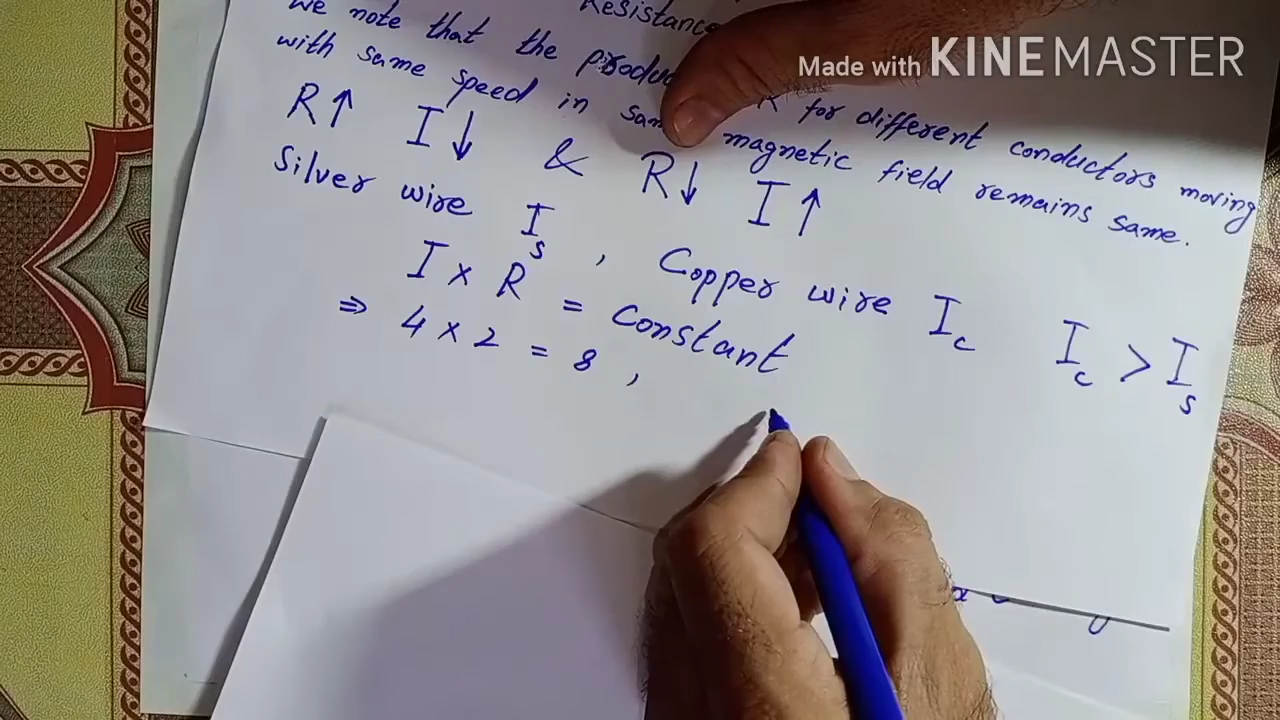 Resistance
we note that the produc R for different conductors moving
with same speed in sam magnetic field remains same.
R↑ I↓ & R↓ I↑
Silver wire Is , Copper wire Ic Ic > Is
I × R = Constant
⇒ 4 × 2 = 8 ,
Made with KINEMASTER